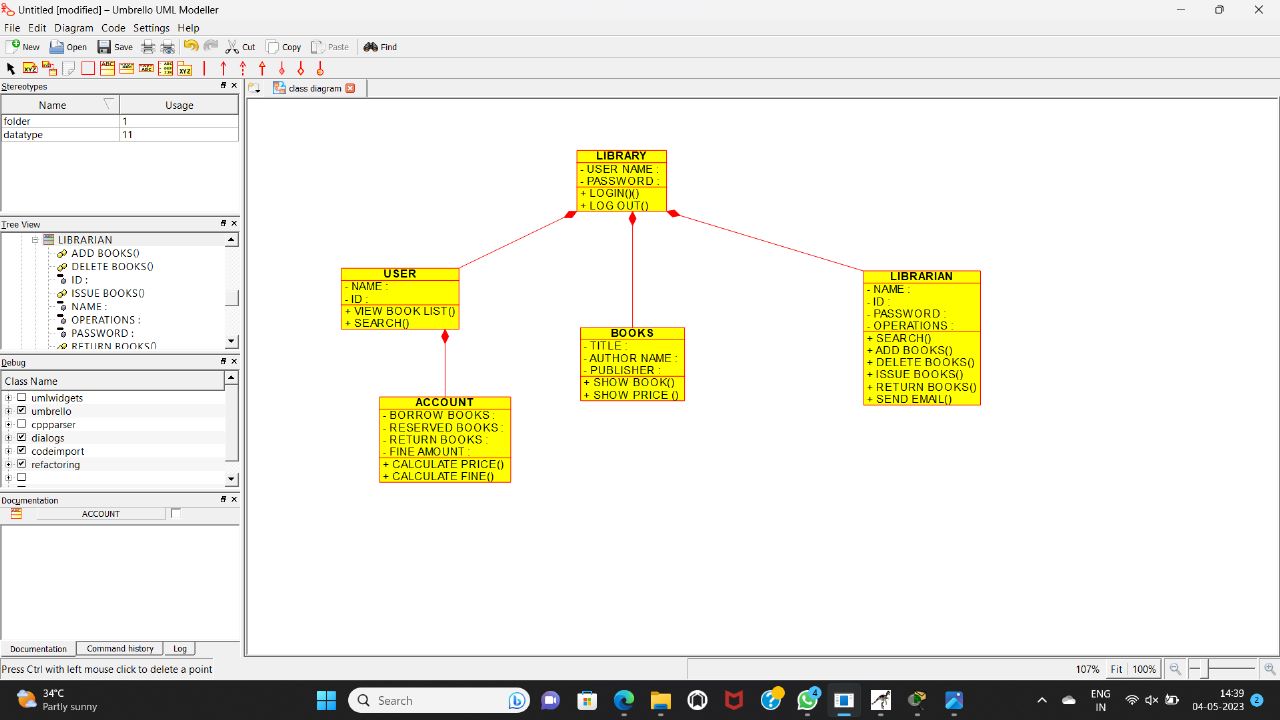 Untitled [modified] – Umbrello UML Modeller
File Edit Diagram Code Settings Help
New Open Save Cut Copy Paste Find
Stereotypes
Name Usage
folder 1
datatype 11
Tree View
LIBRARIAN
ADD BOOKS()
DELETE BOOKS()
ID :
ISSUE BOOKS()
NAME :
OPERATIONS :
PASSWORD :
RETURN BOOKS()
Debug
Class Name
umlwidgets
umbrello
cppparser
dialogs
codeimport
refactoring
Documentation
ACCOUNT
Documentation Command history Log
Press Ctrl with left mouse click to delete a point
class diagram
LIBRARY
- USER NAME :
- PASSWORD :
+ LOGIN()()
+ LOG OUT()
USER
- NAME :
- ID :
+ VIEW BOOK LIST()
+ SEARCH()
ACCOUNT
- BORROW BOOKS :
- RESERVED BOOKS :
- RETURN BOOKS :
- FINE AMOUNT :
+ CALCULATE PRICE()
+ CALCULATE FINE()
BOOKS
- TITLE :
- AUTHOR NAME :
- PUBLISHER :
+ SHOW BOOK()
+ SHOW PRICE ()
LIBRARIAN
- NAME :
- ID :
- PASSWORD :
- OPERATIONS :
+ SEARCH()
+ ADD BOOKS()
+ DELETE BOOKS()
+ ISSUE BOOKS()
+ RETURN BOOKS()
+ SEND EMAIL()
107% Fit 100%
34°C
Partly sunny
Search
4
ENG
IN
14:39
04-05-2023
2